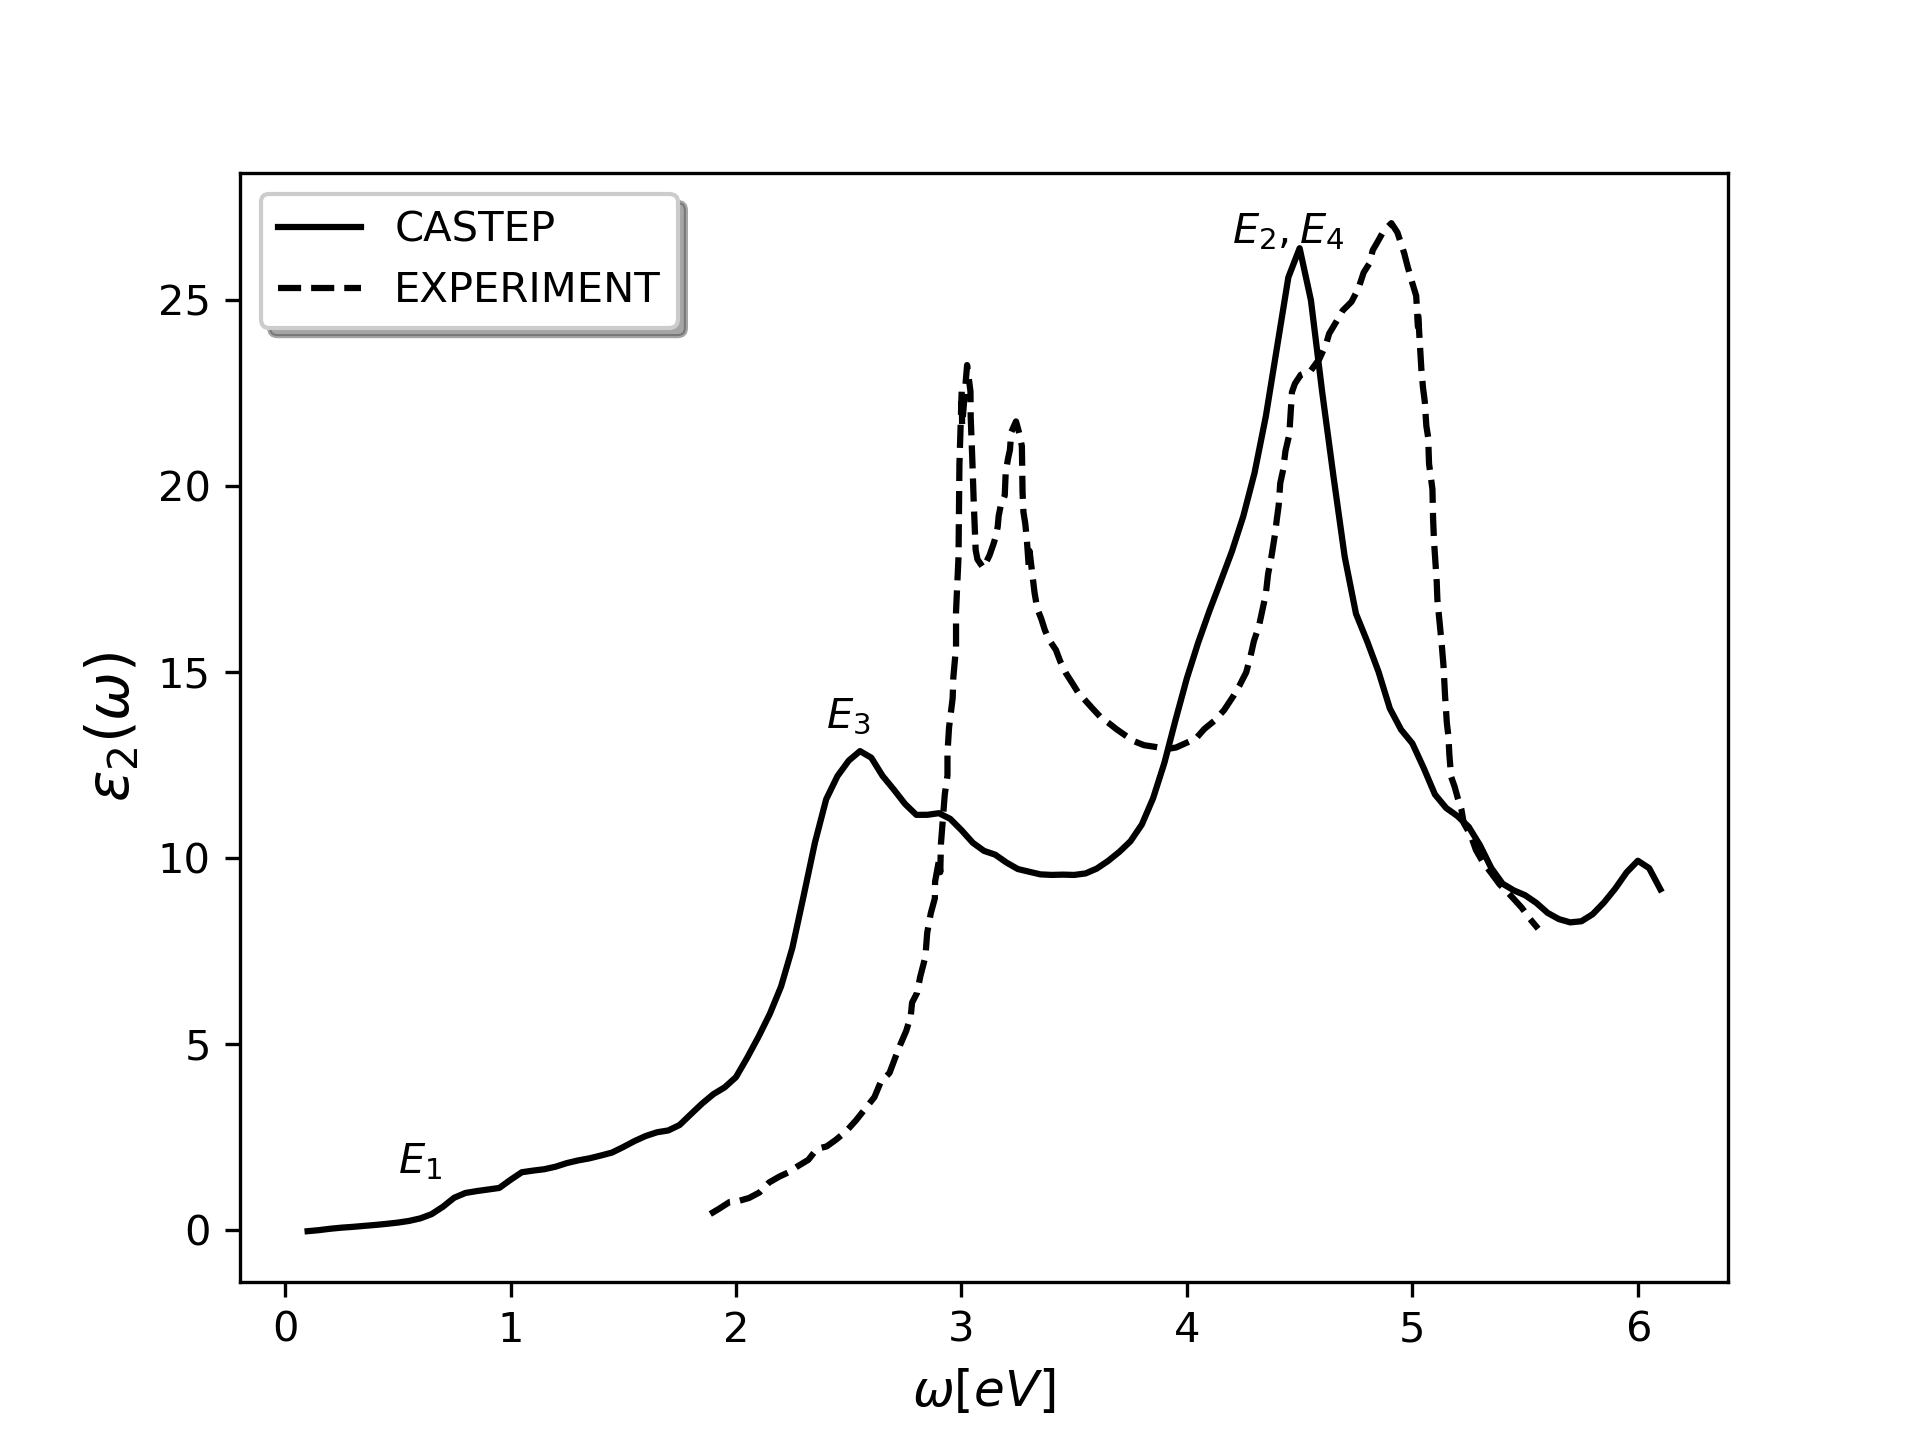 CASTEP
EXPERIMENT
E₂, E₄
E₃
E₁
ε₂(ω)
25
20
15
10
5
0
0 1 2 3 4 5 6
ω[eV]